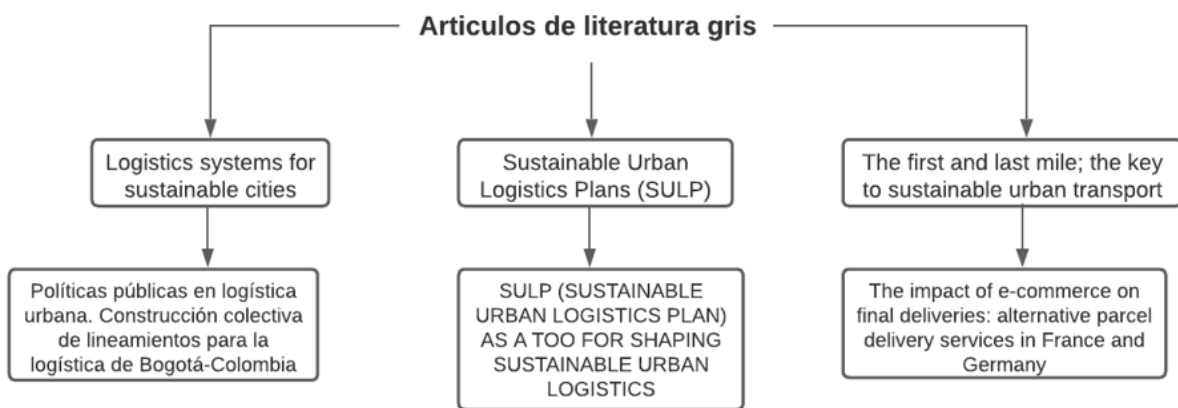 Articulos de literatura gris
Logistics systems for
sustainable cities
Sustainable Urban
Logistics Plans (SULP)
The first and last mile; the key
to sustainable urban transport
Políticas públicas en logística
urbana. Construcción colectiva
de lineamientos para la
logística de Bogotá-Colombia
SULP (SUSTAINABLE
URBAN LOGISTICS PLAN)
AS A TOO FOR SHAPING
SUSTAINABLE URBAN
LOGISTICS
The impact of e-commerce on
final deliveries: alternative parcel
delivery services in France and
Germany